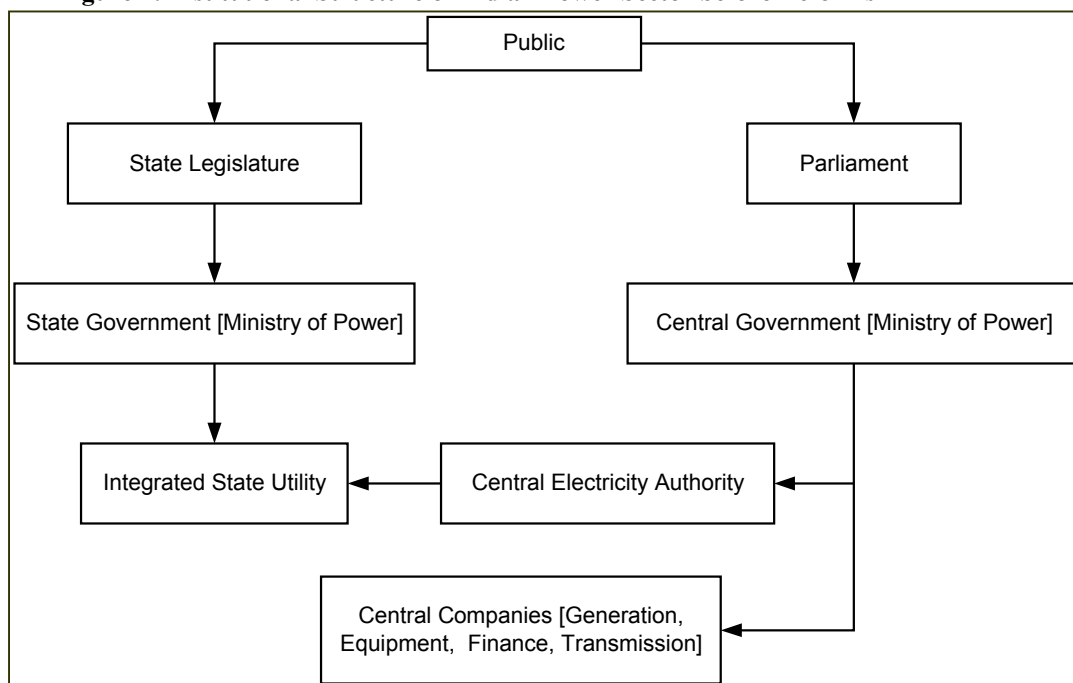 Public
State Legislature
Parliament
State Government [Ministry of Power]
Central Government [Ministry of Power]
Integrated State Utility
Central Electricity Authority
Central Companies [Generation,
Equipment, Finance, Transmission]